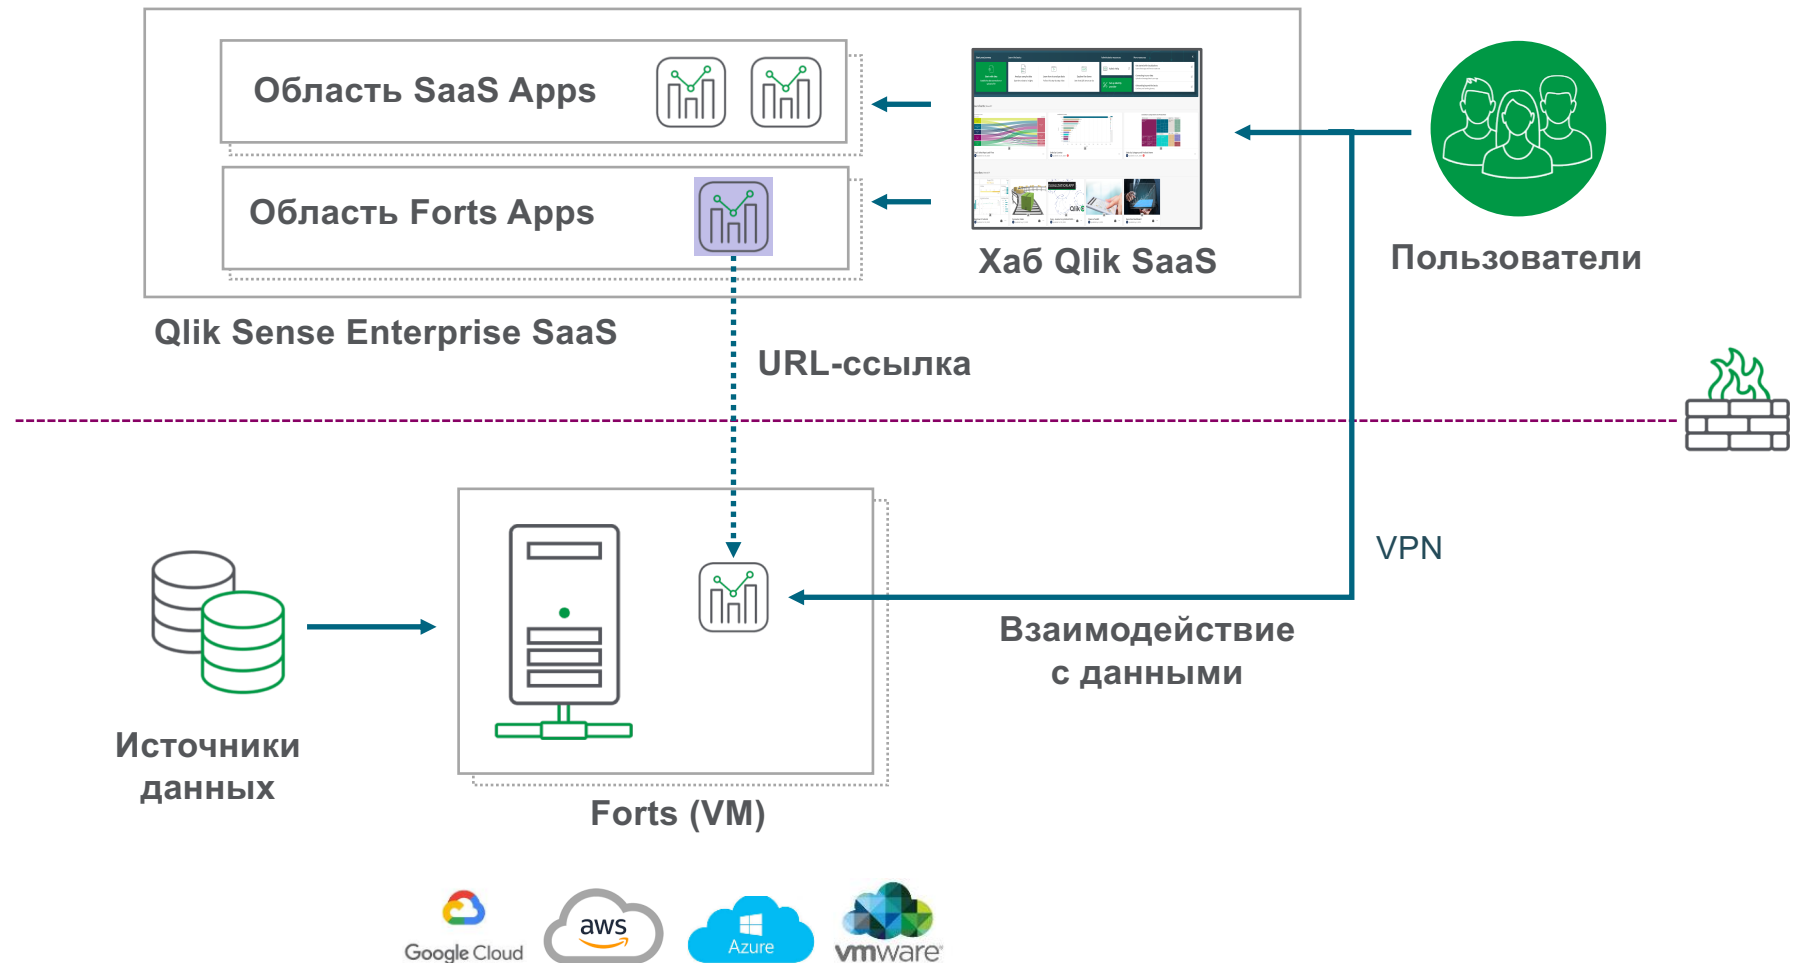 Область SaaS Apps
Область Forts Apps
Хаб Qlik SaaS
Пользователи
Qlik Sense Enterprise SaaS
URL-ссылка
VPN
Взаимодействие
с данными
Источники
данных
Forts (VM)
Google Cloud
aws
Azure
vmware